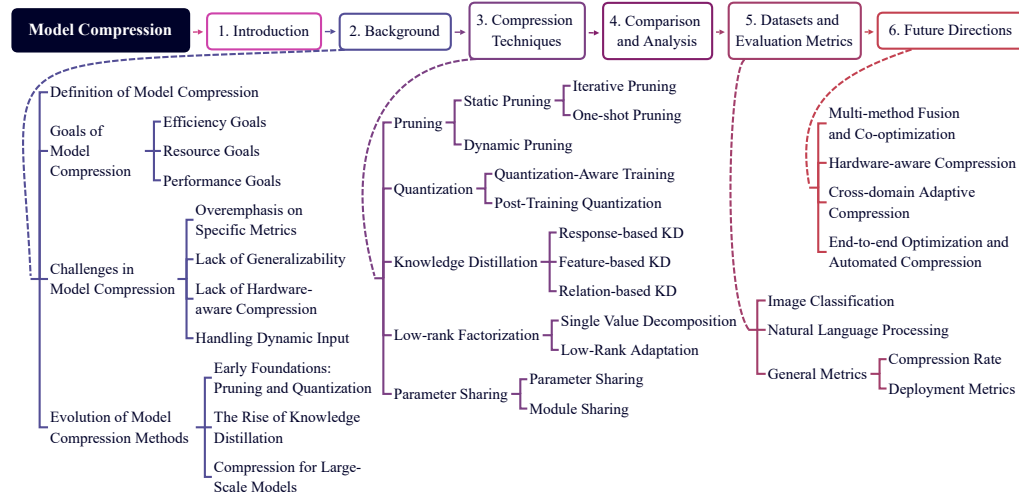 Model Compression
1. Introduction
2. Background
3. Compression
Techniques
4. Comparison
and Analysis
5. Datasets and
Evaluation Metrics
6. Future Directions
Definition of Model Compression
Goals of
Model
Compression
Efficiency Goals
Resource Goals
Performance Goals
Challenges in
Model Compression
Overemphasis on
Specific Metrics
Lack of Generalizability
Lack of Hardware-
aware Compression
Handling Dynamic Input
Evolution of Model
Compression Methods
Early Foundations:
Pruning and Quantization
The Rise of Knowledge
Distillation
Compression for Large-
Scale Models
Pruning
Static Pruning
Iterative Pruning
One-shot Pruning
Dynamic Pruning
Quantization
Quantization-Aware Training
Post-Training Quantization
Knowledge Distillation
Response-based KD
Feature-based KD
Relation-based KD
Low-rank Factorization
Single Value Decomposition
Low-Rank Adaptation
Parameter Sharing
Parameter Sharing
Module Sharing
Image Classification
Natural Language Processing
General Metrics
Compression Rate
Deployment Metrics
Multi-method Fusion
and Co-optimization
Hardware-aware Compression
Cross-domain Adaptive
Compression
End-to-end Optimization and
Automated Compression